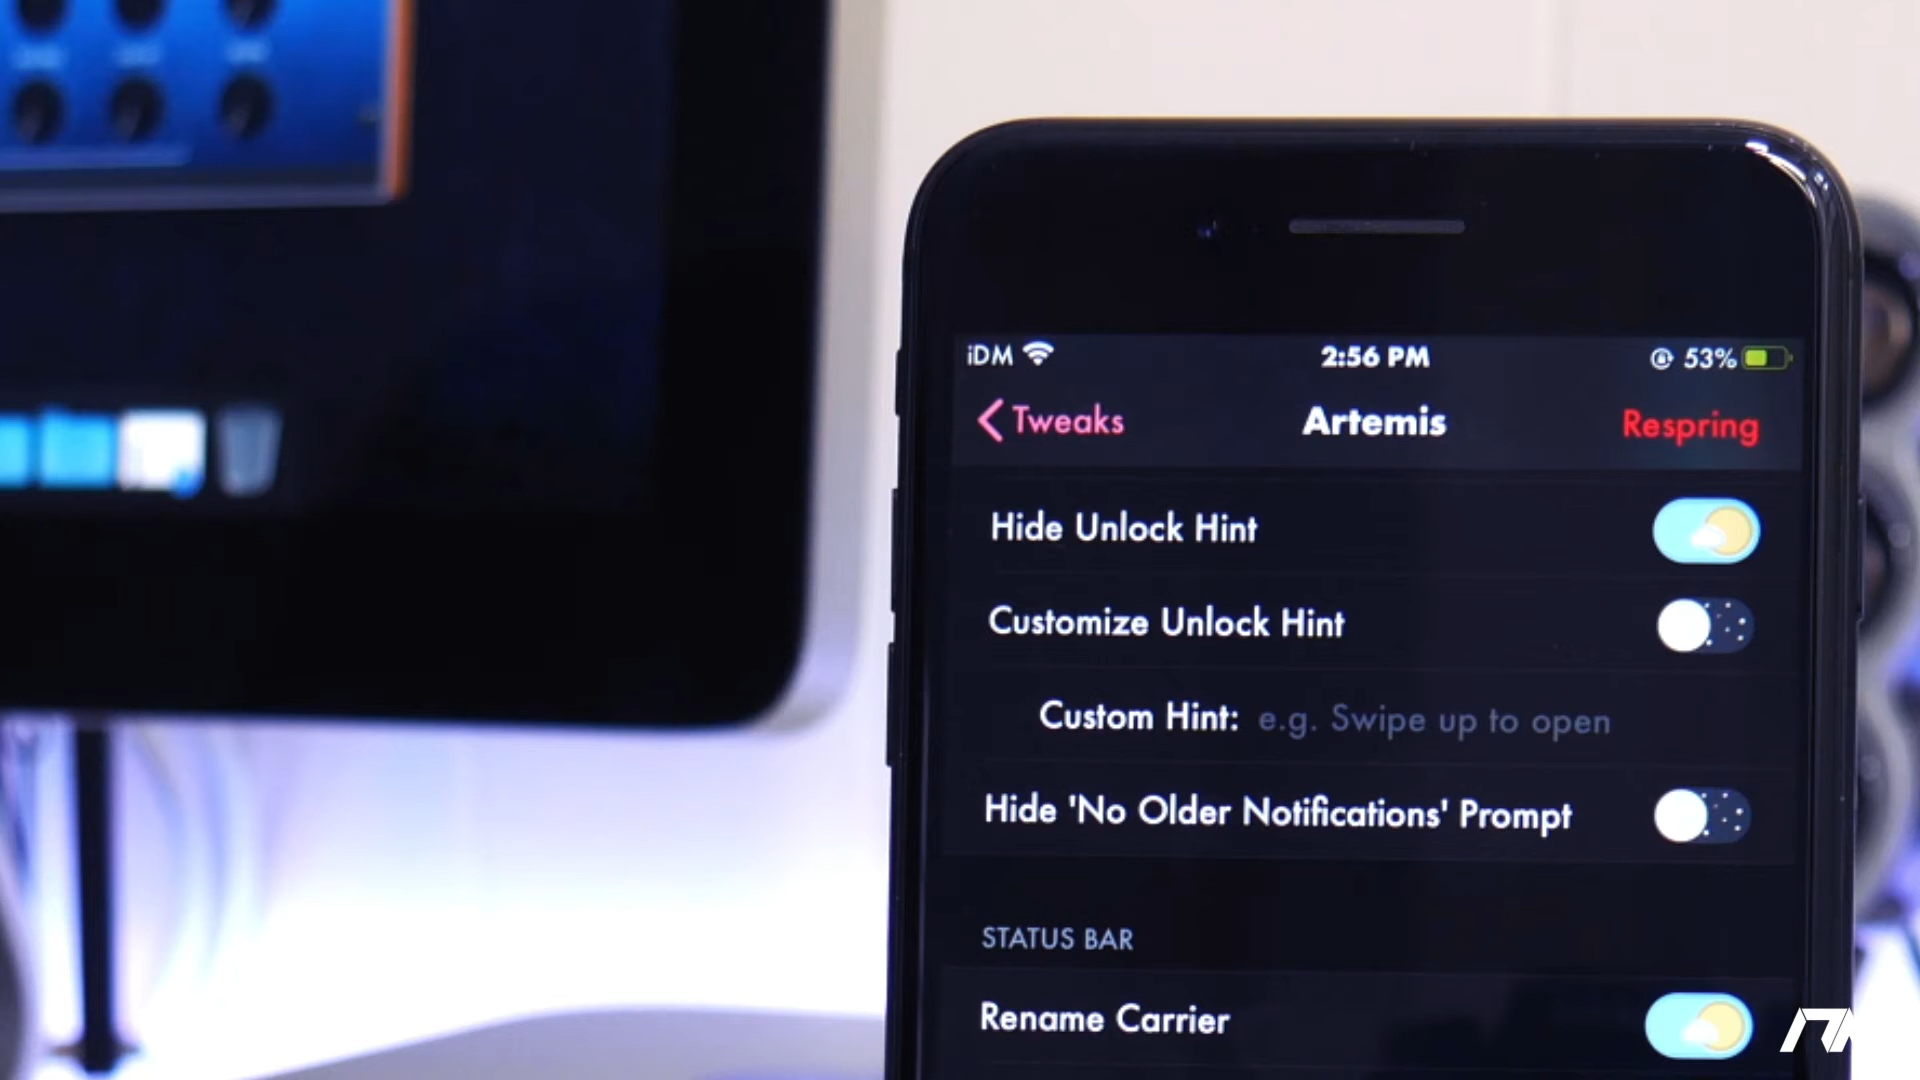 iDM 2:56 PM 53%
Tweaks Artemis Respring
Hide Unlock Hint
Customize Unlock Hint
Custom Hint: e.g. Swipe up to open
Hide 'No Older Notifications' Prompt
STATUS BAR
Rename Carrier